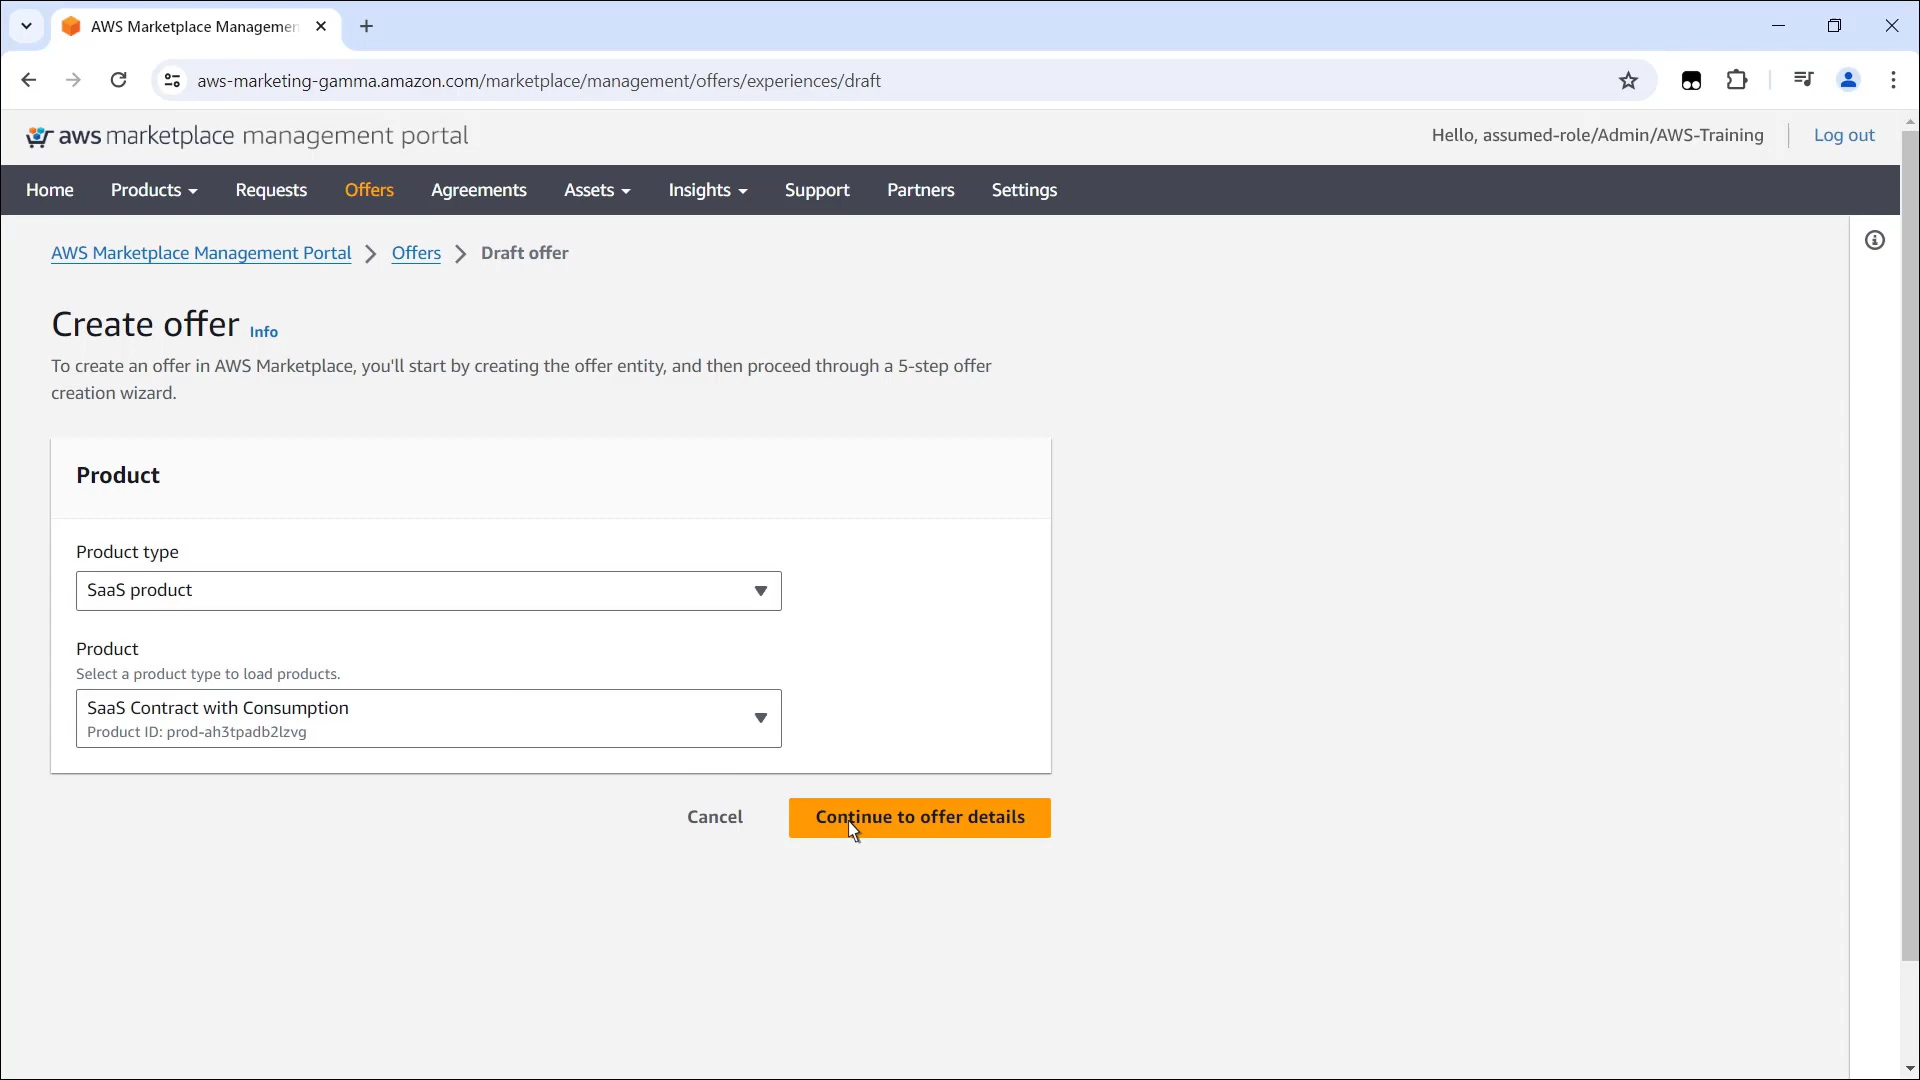 AWS Marketplace Managemen
aws-marketing-gamma.amazon.com/marketplace/management/offers/experiences/draft
aws marketplace management portal
Hello, assumed-role/Admin/AWS-Training
Log out
Home Products Requests Offers Agreements Assets Insights Support Partners Settings
AWS Marketplace Management Portal > Offers > Draft offer
Create offer Info
To create an offer in AWS Marketplace, you'll start by creating the offer entity, and then proceed through a 5-step offer
creation wizard.
Product
Product type
SaaS product
Product
Select a product type to load products.
SaaS Contract with Consumption
Product ID: prod-ah3tpadb2lzvg
Cancel Continue to offer details